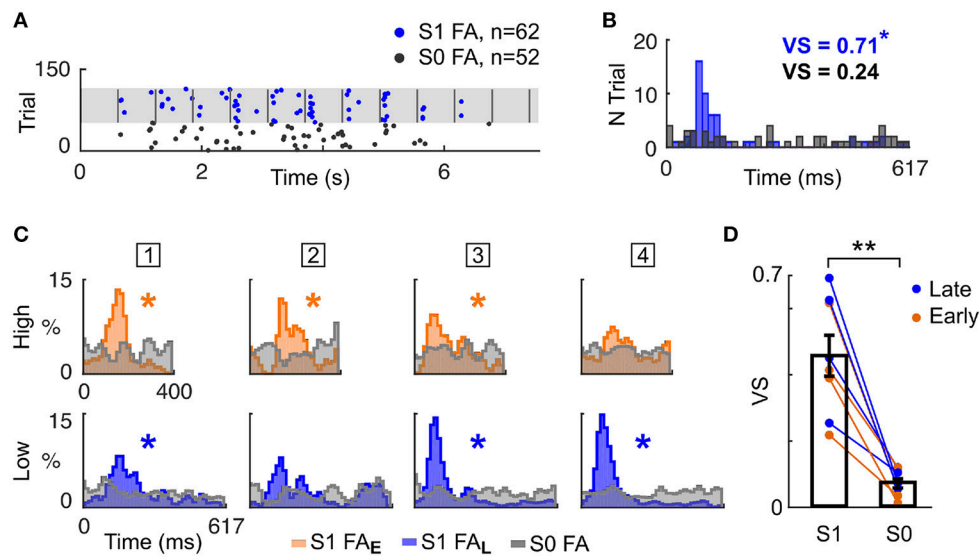 A
S1 FA, n=62
S0 FA, n=52
150
Trial
0
0 2 4 6
Time (s)
B
20
N Trial
10
0
VS = 0.71*
VS = 0.24
0 617
Time (ms)
C
1 2 3 4
15
High
%
0
* * *
0 400
15
Low
%
0
* * *
0 617
Time (ms)
S1 FAE S1 FAL S0 FA
D
**
0.7
VS
0
Late
Early
S1 S0